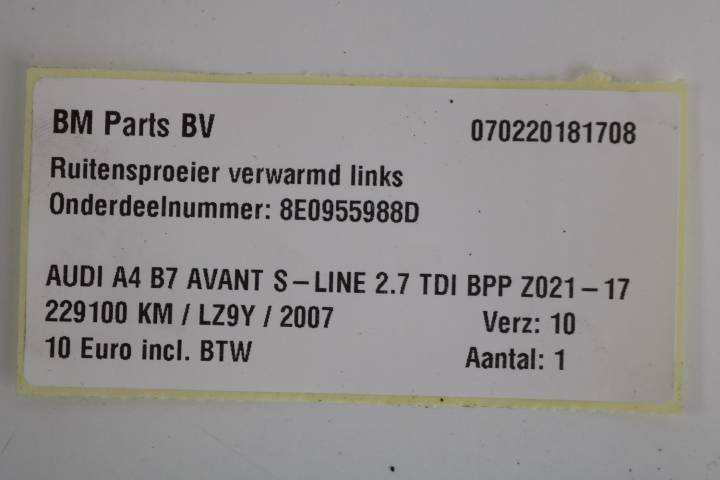 BM Parts BV 070220181708
Ruitensproeier verwarmd links
Onderdeelnummer: 8E0955988D
AUDI A4 B7 AVANT S-LINE 2.7 TDI BPP Z021-17
229100 KM / LZ9Y / 2007 Verz: 10
10 Euro incl. BTW Aantal: 1